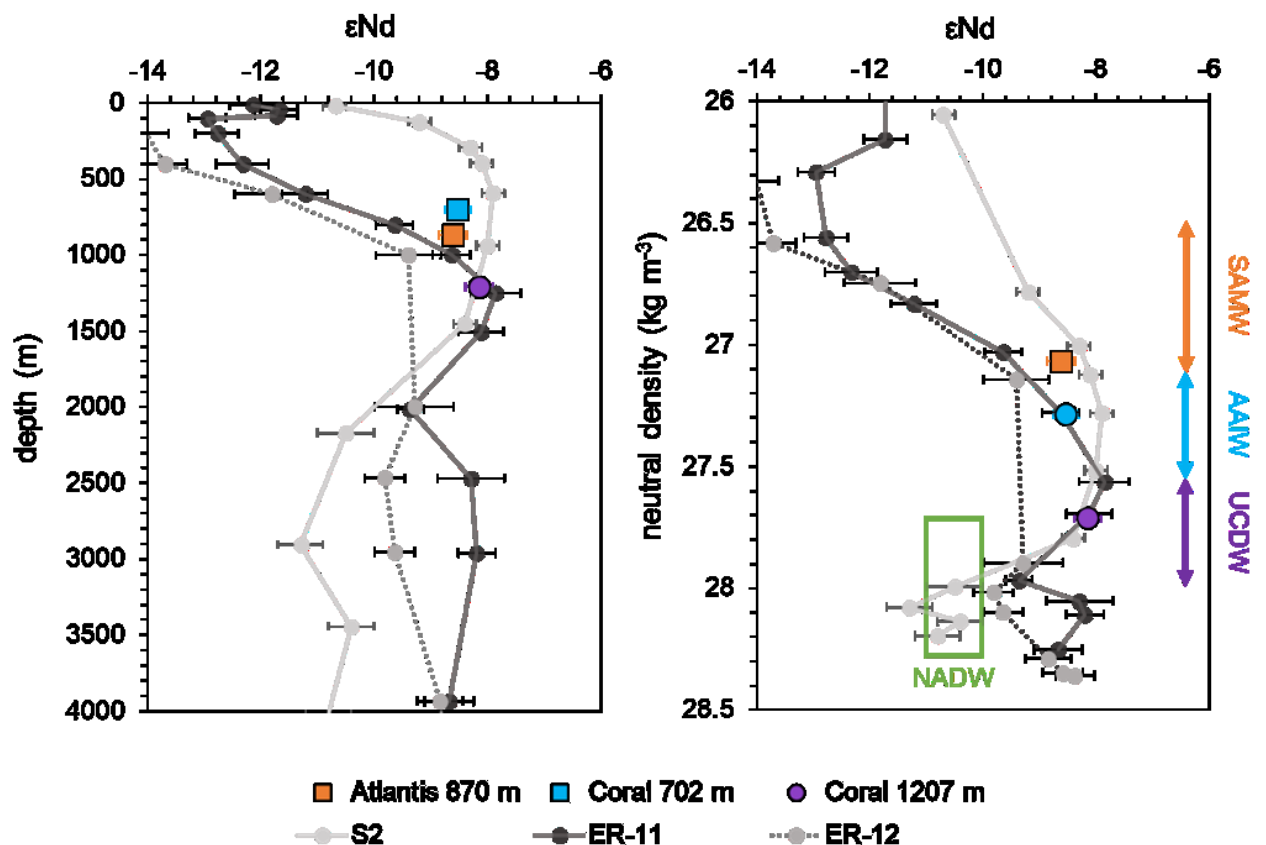 εNd εNd
-14 -12 -10 -8 -6 -14 -12 -10 -8 -6
0 26
500
26.5
1000
27
1500
2000
27.5
2500
3000 28
3500
4000 28.5
depth (m)
neutral density (kg m⁻³)
SAMW
AAIW
UCDW
NADW
Atlantis 870 m Coral 702 m Coral 1207 m
S2 ER-11 ER-12